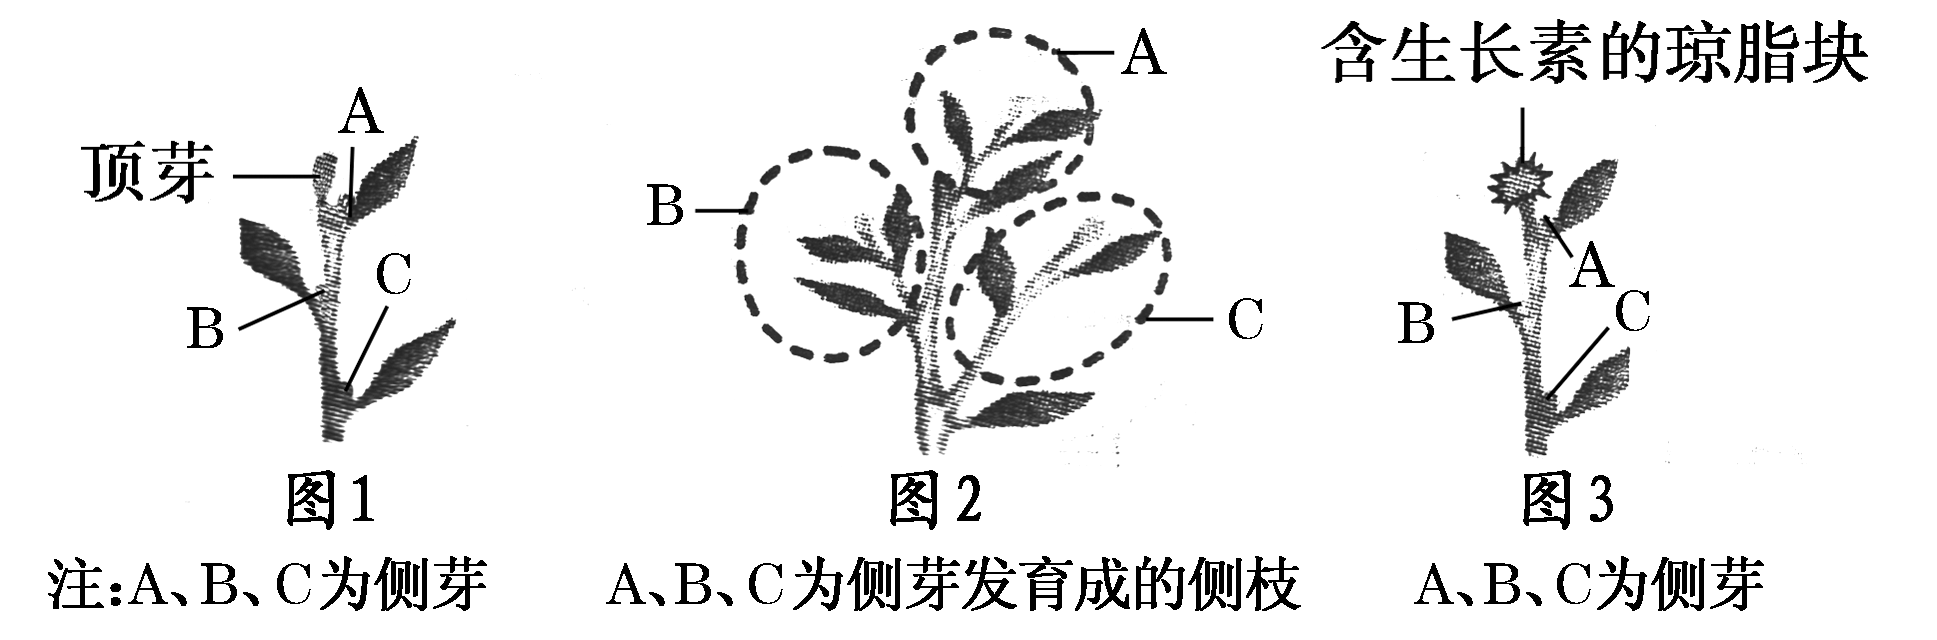 含生长素的琼脂块
A
A
顶芽
B
C
B
C
A
B
C
图1
图2
图3
注:A、B、C为侧芽
A、B、C为侧芽发育成的侧枝
A、B、C为侧芽